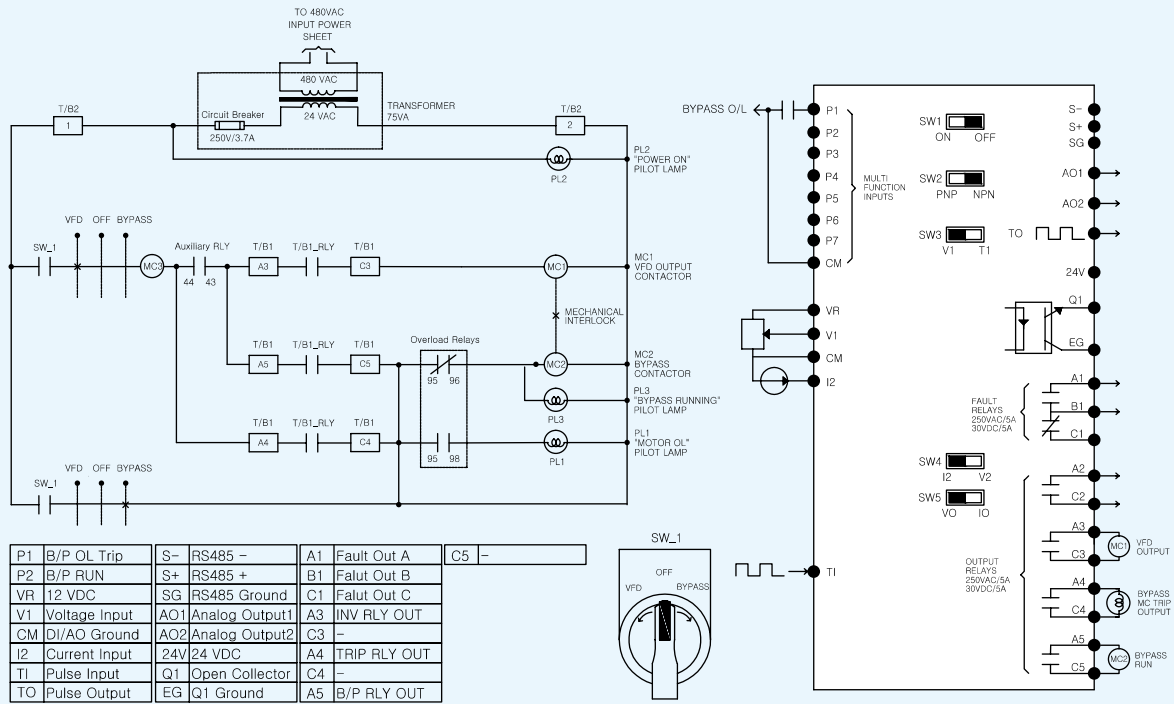 TO 480VAC
INPUT POWER
SHEET
480 VAC
24 VAC
TRANSFORMER
75VA
Circuit Breaker
250V/3.7A
T/B2
1
T/B2
2
PL2
PL2
"POWER ON"
PILOT LAMP
VFD OFF BYPASS
SW_1
MC3
Auxiliary RLY
44 43
T/B1 T/B1_RLY T/B1
A3 C3
MC1
MC1
VFD OUTPUT
CONTACTOR
MECHANICAL
INTERLOCK
T/B1 T/B1_RLY T/B1
A5 C5
Overload Relays
95 96
MC2
MC2
BYPASS
CONTACTOR
PL3
PL3
"BYPASS RUNNING"
PILOT LAMP
T/B1 T/B1_RLY T/B1
A4 C4
95 98
PL1
PL1
"MOTOR OL"
PILOT LAMP
VFD OFF BYPASS
SW_1
P1 B/P OL Trip S- RS485 - A1 Fault Out A C5 -
P2 B/P RUN S+ RS485 + B1 Falut Out B
VR 12 VDC SG RS485 Ground C1 Falut Out C
V1 Voltage Input AO1 Analog Output1 A3 INV RLY OUT
CM DI/AO Ground AO2 Analog Output2 C3 -
I2 Current Input 24V 24 VDC A4 TRIP RLY OUT
TI Pulse Input Q1 Open Collector C4 -
TO Pulse Output EG Q1 Ground A5 B/P RLY OUT
SW_1
OFF
VFD BYPASS
BYPASS O/L
P1
P2
P3
P4
P5
P6
P7
CM
MULTI
FUNCTION
INPUTS
VR
V1
CM
I2
TI
SW1
ON OFF
SW2
PNP NPN
SW3
V1 T1
SW4
I2 V2
SW5
VO IO
S-
S+
SG
AO1
AO2
TO
24V
Q1
EG
A1
B1
C1
FAULT
RELAYS
250VAC/5A
30VDC/5A
A2
C2
A3
C3
A4
C4
A5
C5
OUTPUT
RELAYS
250VAC/5A
30VDC/5A
MC1
VFD
OUTPUT
BYPASS
MC TRIP
OUTPUT
MC2
BYPASS
RUN